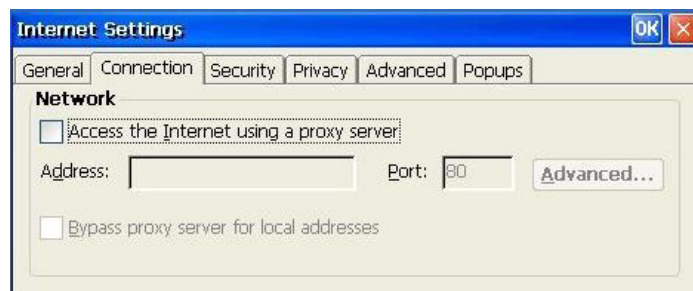 Internet Settings OK
General Connection Security Privacy Advanced Popups
Network
Access the Internet using a proxy server
Address: Port: 80 Advanced...
Bypass proxy server for local addresses